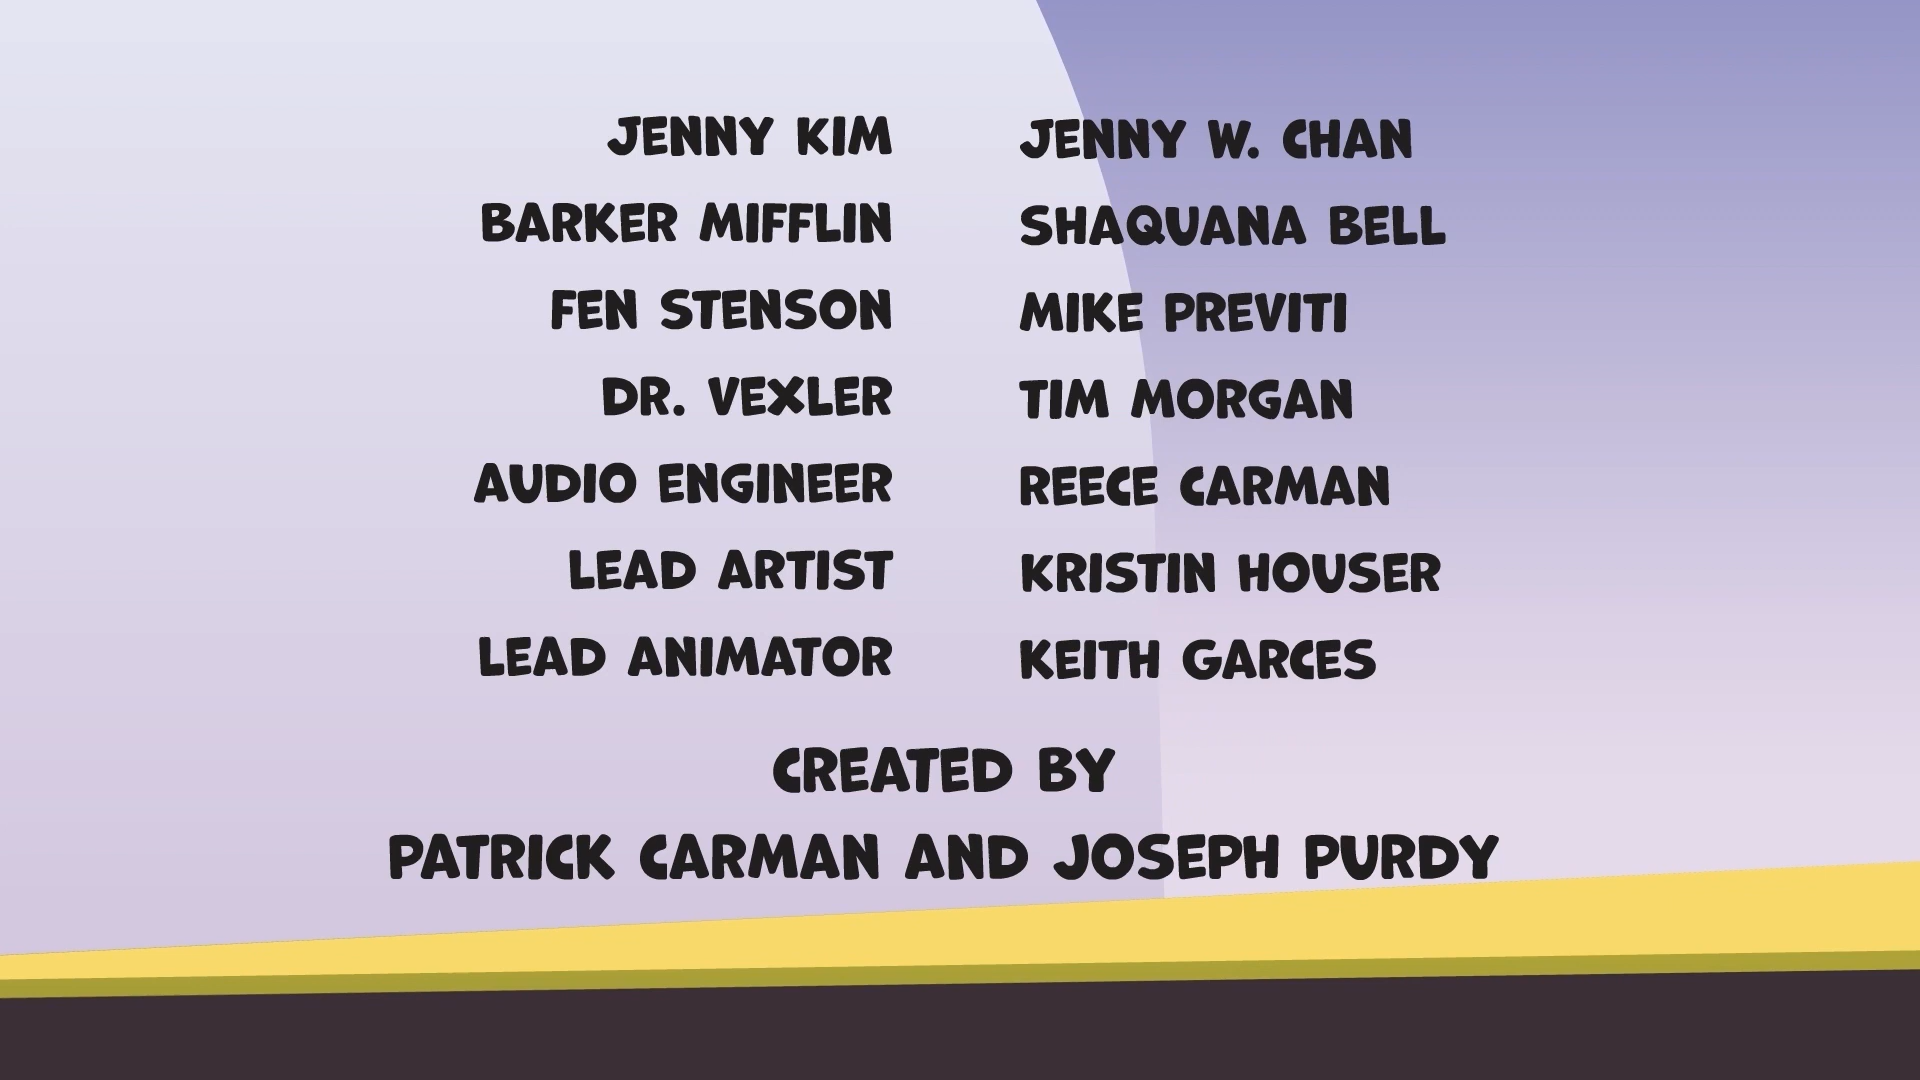 JENNY KIM JENNY W. CHAN
BARKER MIFFLIN SHAQUANA BELL
FEN STENSON MIKE PREVITI
DR. VEXLER TIM MORGAN
AUDIO ENGINEER REECE CARMAN
LEAD ARTIST KRISTIN HOUSER
LEAD ANIMATOR KEITH GARCES
CREATED BY
PATRICK CARMAN AND JOSEPH PURDY